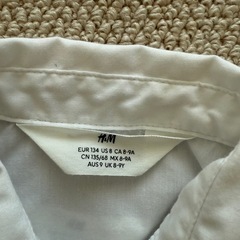 H&M
EUR 134 US 8 CA 8-9A
CN 135/68 MX 8-9A
AUS 9 UK 8-9Y